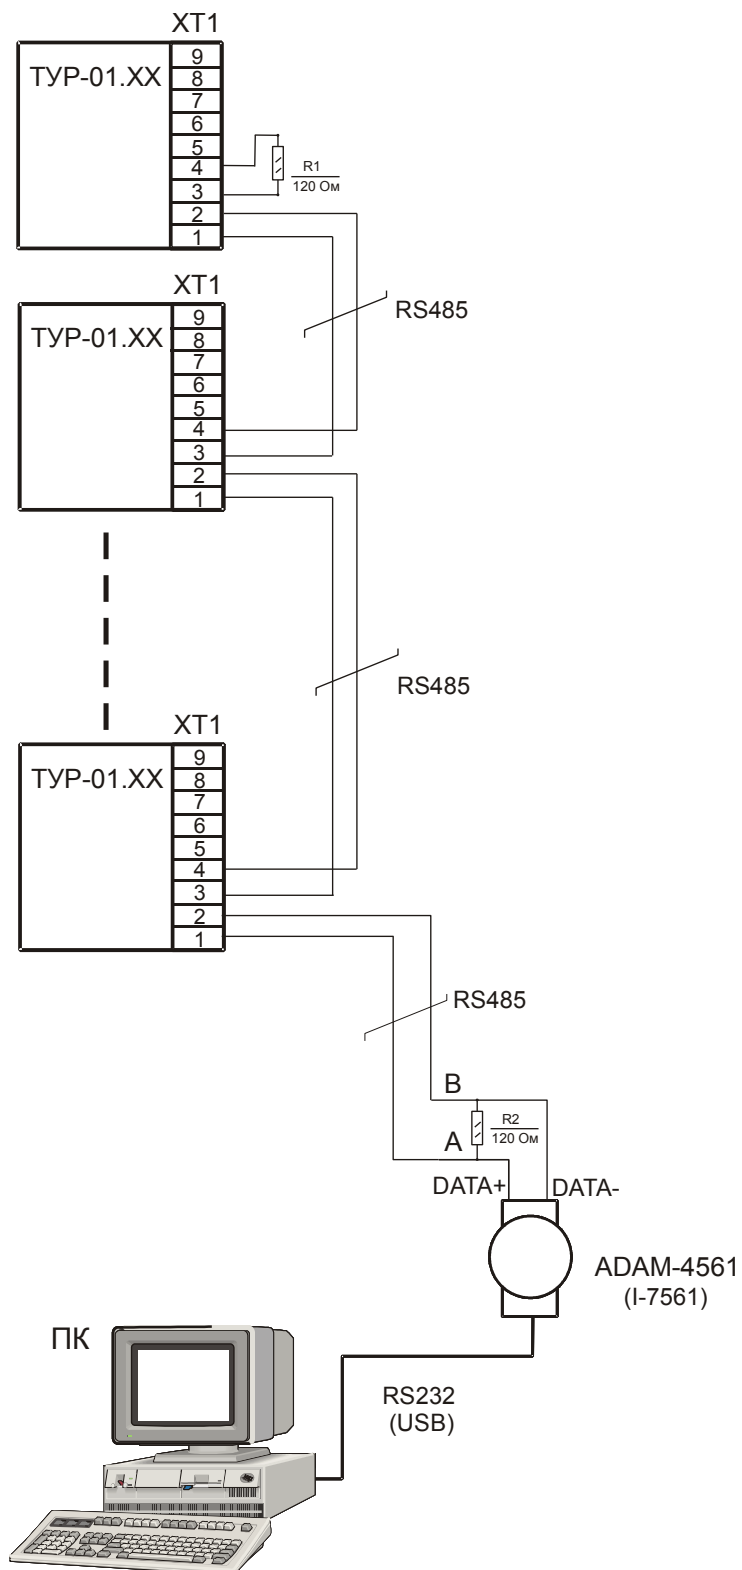 XT1
ТУР-01.XX
9
8
7
6
5
4
3
2
1
R1
120 Ом
RS485
XT1
ТУР-01.XX
9
8
7
6
5
4
3
2
1
RS485
XT1
ТУР-01.XX
9
8
7
6
5
4
3
2
1
RS485
B
R2
120 Ом
A
DATA+
DATA-
ADAM-4561
(I-7561)
ПК
RS232
(USB)